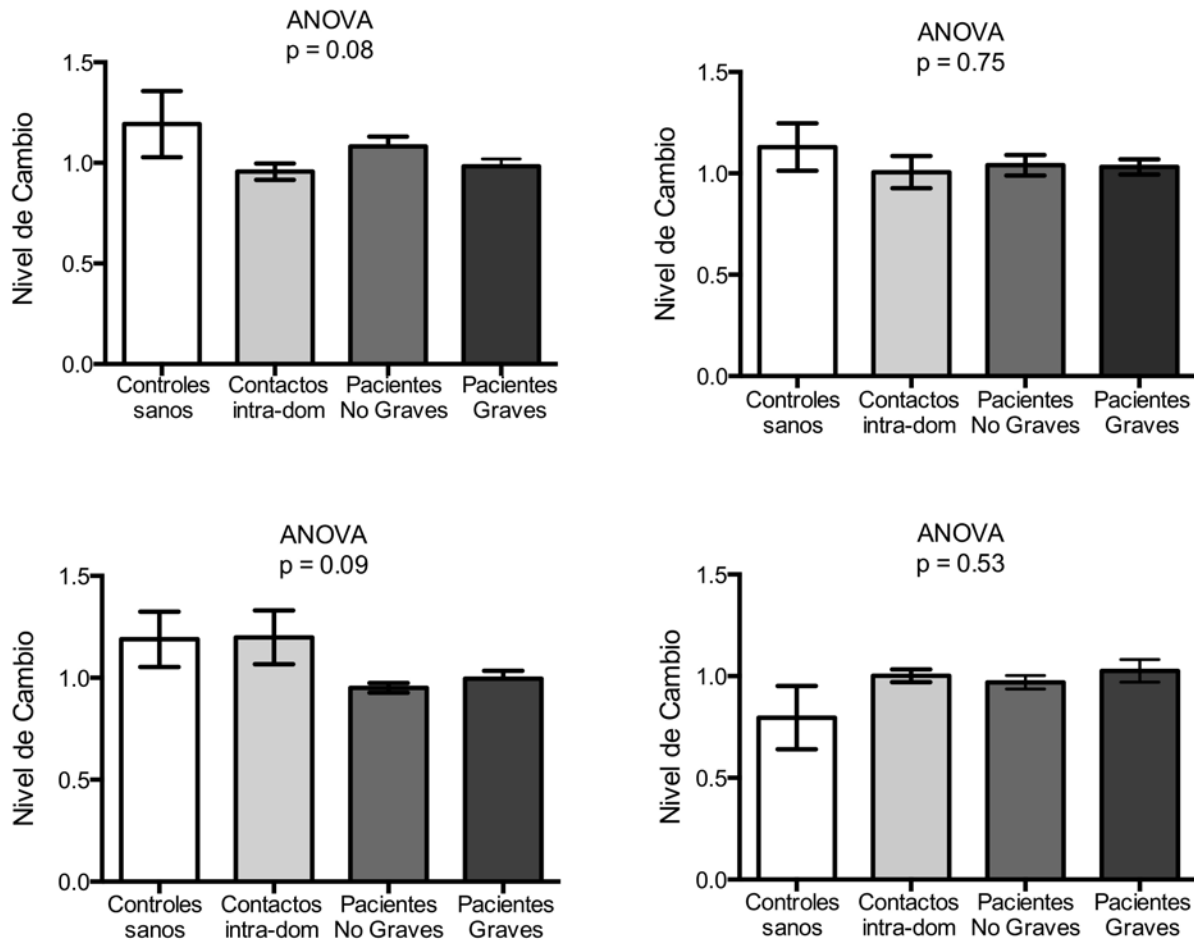 ANOVA
p = 0.08
Nivel de Cambio
1.5
1.0
0.5
0.0
Controles
sanos
Contactos
intra-dom
Pacientes
No Graves
Pacientes
Graves
ANOVA
p = 0.75
Nivel de Cambio
1.5
1.0
0.5
0.0
Controles
sanos
Contactos
intra-dom
Pacientes
No Graves
Pacientes
Graves
ANOVA
p = 0.09
Nivel de Cambio
1.5
1.0
0.5
0.0
Controles
sanos
Contactos
intra-dom
Pacientes
No Graves
Pacientes
Graves
ANOVA
p = 0.53
Nivel de Cambio
1.5
1.0
0.5
0.0
Controles
sanos
Contactos
intra-dom
Pacientes
No Graves
Pacientes
Graves